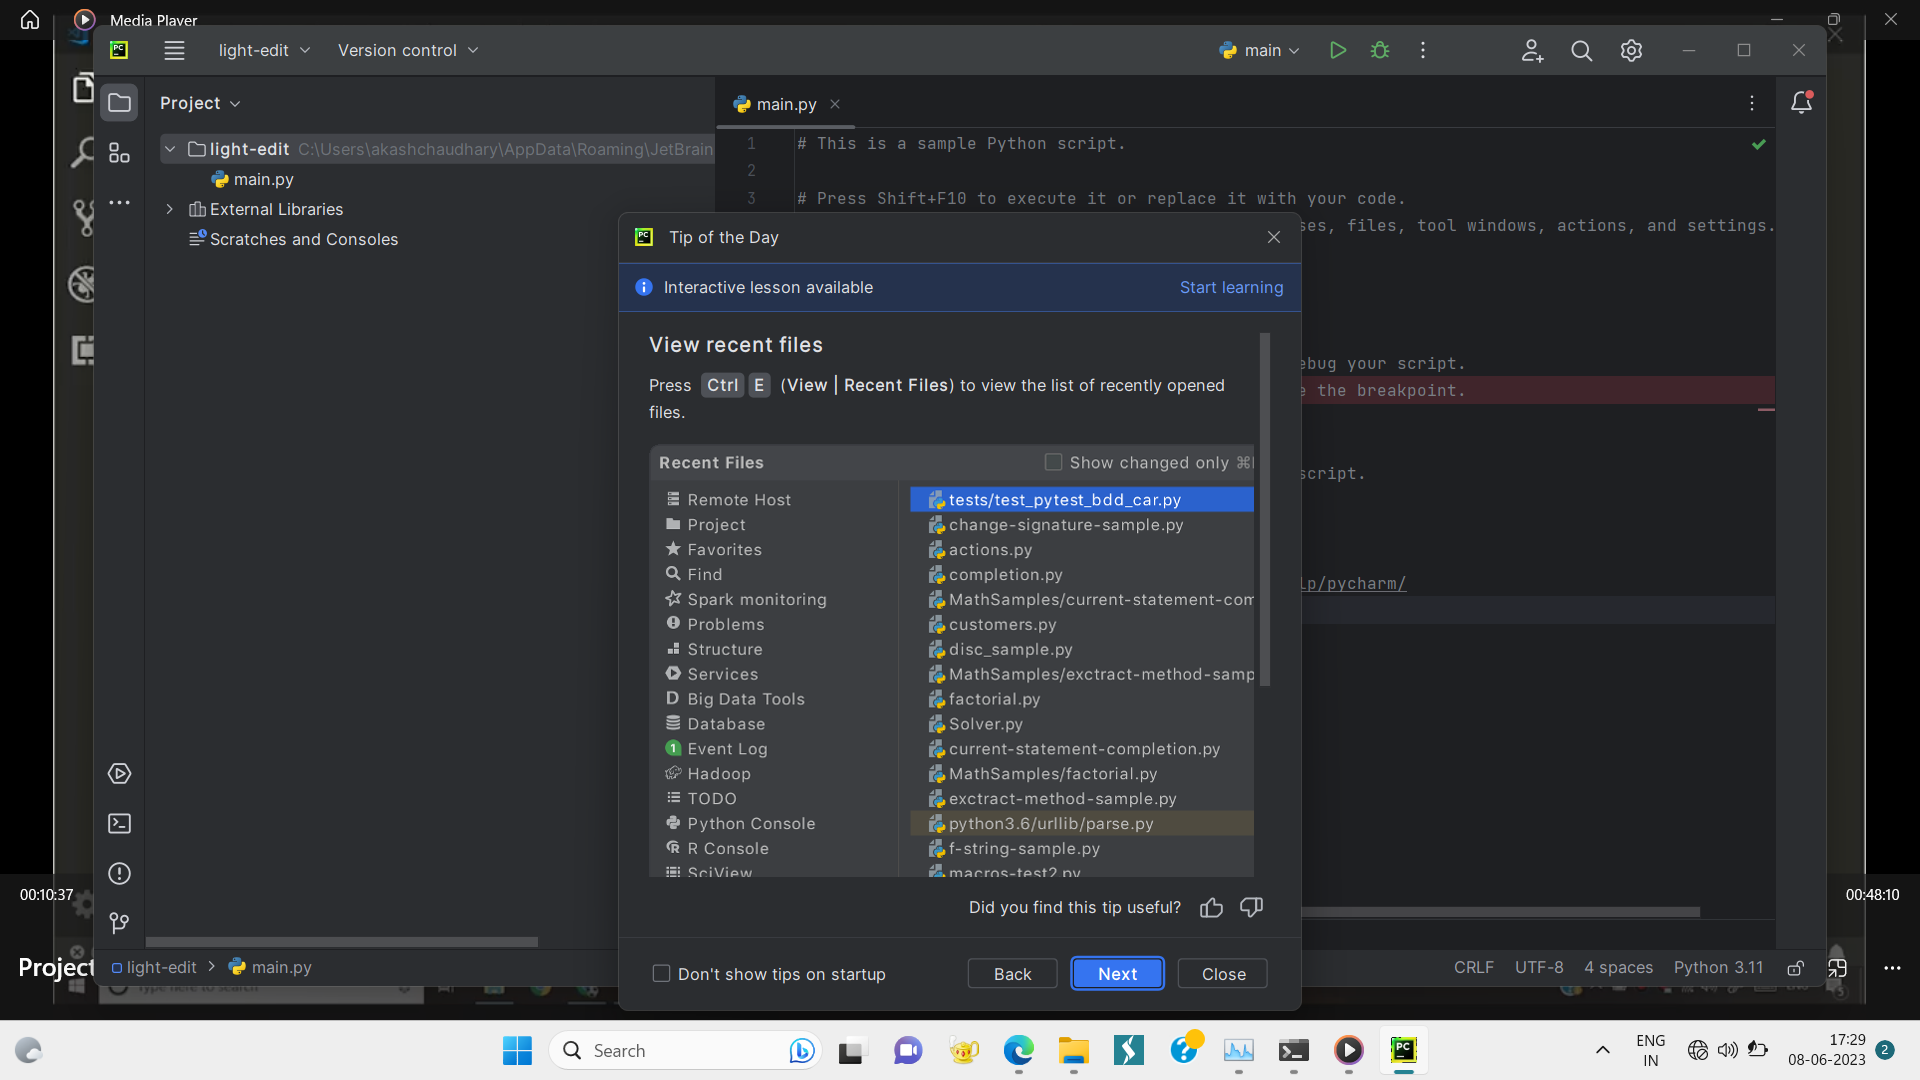 Media Player
light-edit
Version control
main
Project
main.py
light-edit C:\Users\akashchaudhary\AppData\Roaming\JetBrain
main.py
External Libraries
Scratches and Consoles
1 # This is a sample Python script.
2
3 # Press Shift+F10 to execute it or replace it with your code.
ses, files, tool windows, actions, and settings.
ebug your script.
e the breakpoint.
script.
lp/pycharm/
Tip of the Day
Interactive lesson available
Start learning
View recent files
Press Ctrl E (View | Recent Files) to view the list of recently opened
files.
Recent Files
Show changed only ⌘
Remote Host
Project
Favorites
Find
Spark monitoring
Problems
Structure
Services
Big Data Tools
Database
1 Event Log
Hadoop
TODO
Python Console
R Console
SciView
tests/test_pytest_bdd_car.py
change-signature-sample.py
actions.py
completion.py
MathSamples/current-statement-com
customers.py
disc_sample.py
MathSamples/exctract-method-samp
factorial.py
Solver.py
current-statement-completion.py
MathSamples/factorial.py
exctract-method-sample.py
python3.6/urllib/parse.py
f-string-sample.py
macros-test2.py
Did you find this tip useful?
Don't show tips on startup
Back
Next
Close
00:10:37
00:48:10
Project
light-edit > main.py
CRLF
UTF-8
4 spaces
Python 3.11
Type here to search
Search
ENG
IN
17:29
08-06-2023
2